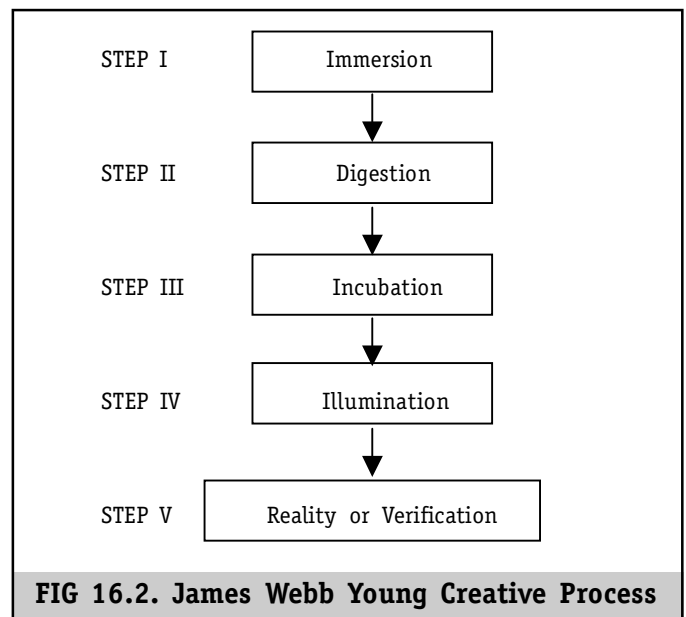 STEP I Immersion
STEP II Digestion
STEP III Incubation
STEP IV Illumination
STEP V Reality or Verification
FIG 16.2. James Webb Young Creative Process